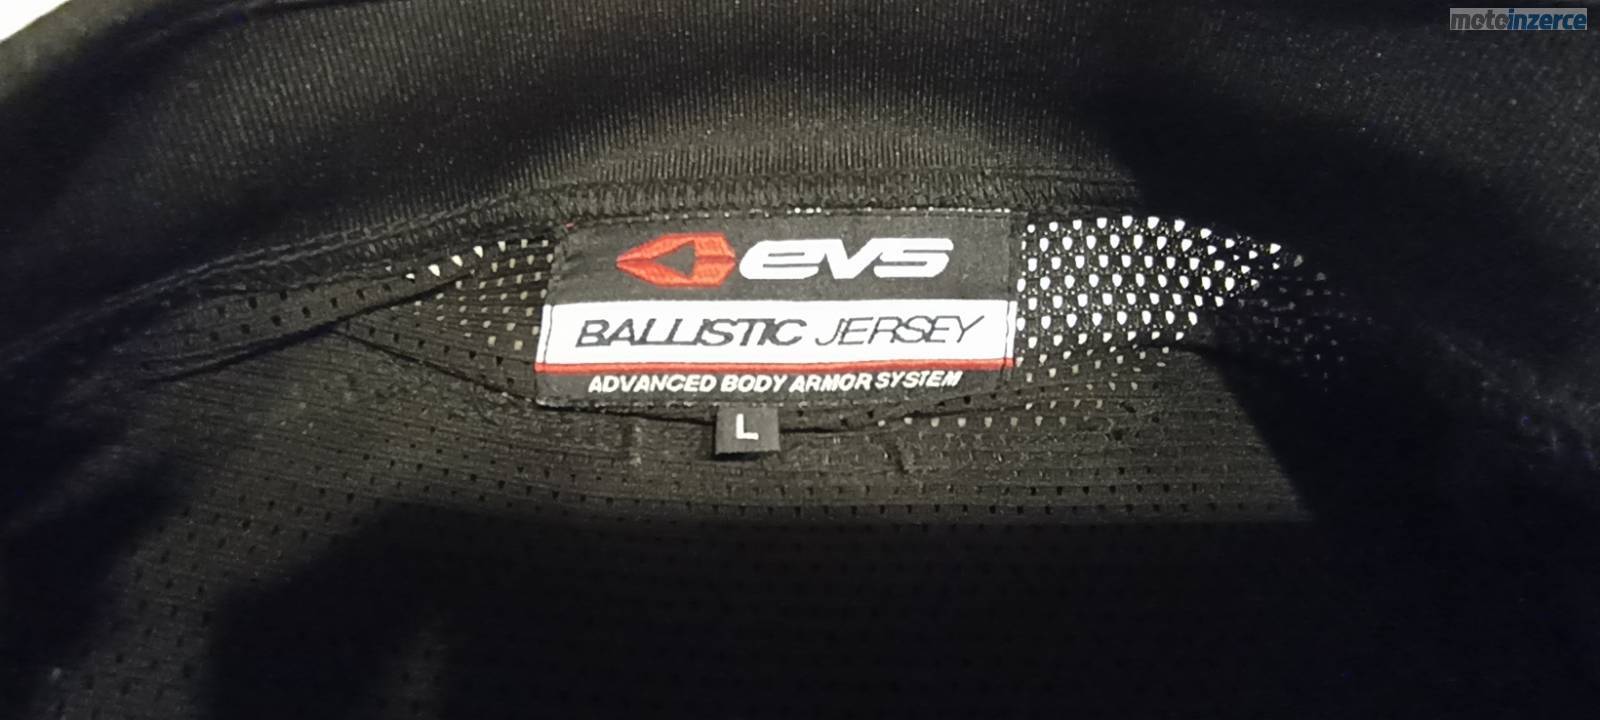 motoinzerce
evs
BALLISTIC JERSEY
ADVANCED BODY ARMOR SYSTEM
L